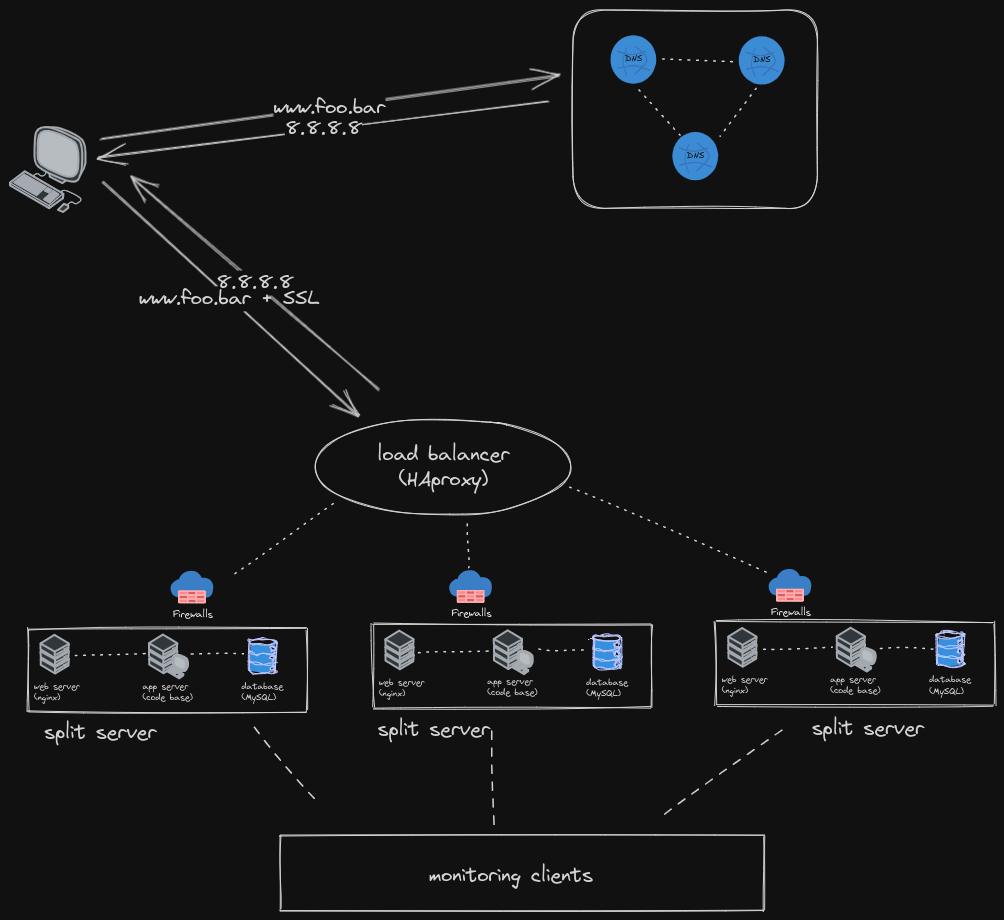 DNS
DNS
DNS
www.foo.bar
8.8.8.8
8.8.8.8
www.foo.bar + SSL
load balancer
(HAproxy)
Firewalls
Firewalls
Firewalls
web server
(nginx)
app server
(code base)
database
(MySQL)
split server
web server
(nginx)
app server
(code base)
database
(MySQL)
split server
web server
(nginx)
app server
(code base)
database
(MySQL)
split server
monitoring clients